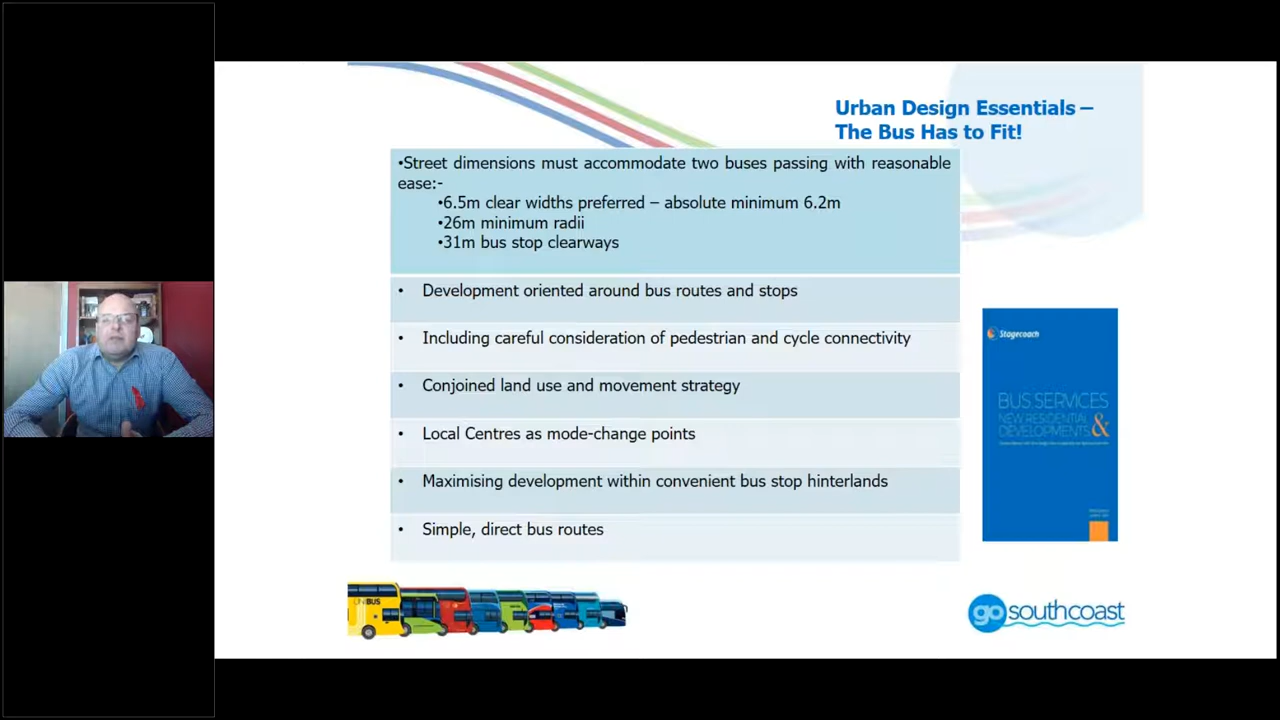 Urban Design Essentials –
The Bus Has to Fit!
•Street dimensions must accommodate two buses passing with reasonable
ease:-
•6.5m clear widths preferred – absolute minimum 6.2m
•26m minimum radii
•31m bus stop clearways
• Development oriented around bus routes and stops
• Including careful consideration of pedestrian and cycle connectivity
• Conjoined land use and movement strategy
• Local Centres as mode-change points
• Maximising development within convenient bus stop hinterlands
• Simple, direct bus routes
Stagecoach
BUS SERVICES
NEW RESIDENTIAL
DEVELOPMENTS &
UNIBUS
go southcoast